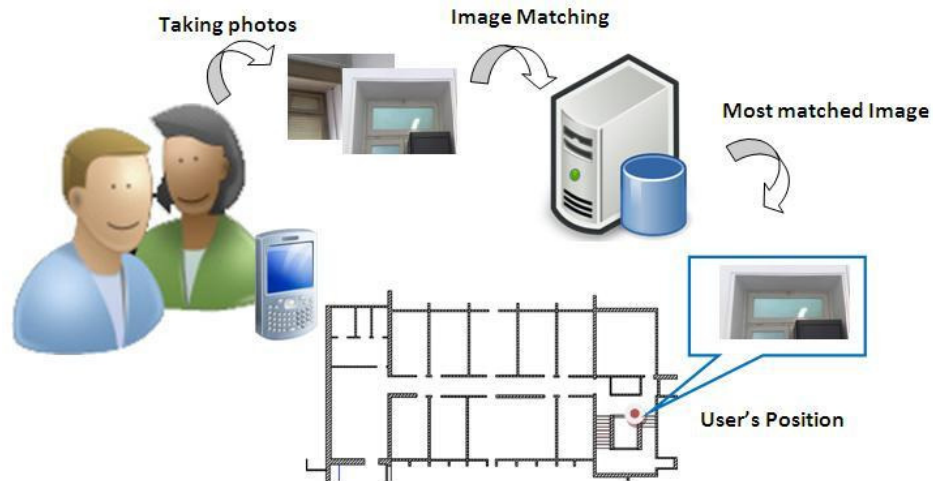 Taking photos
Image Matching
Most matched Image
User's Position